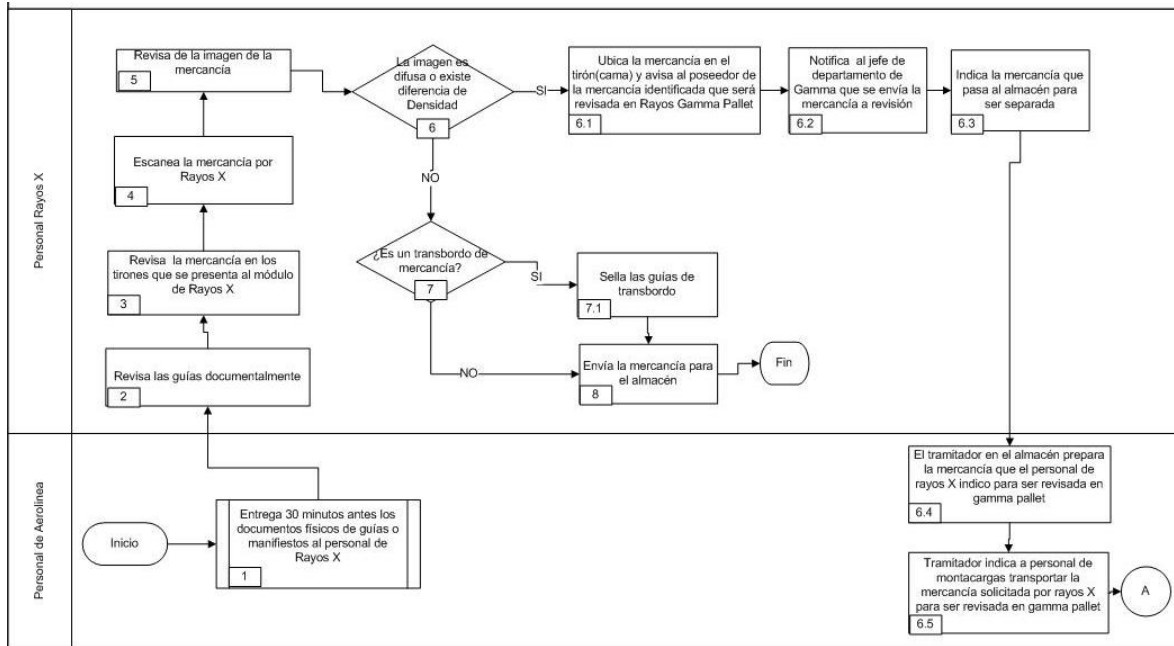 Personal Rayos X
Revisa de la imagen de la
mercancía
5
La imagen es
difusa o existe
diferencia de
Densidad
6
SI
Ubica la mercancía en el
tirón(cama) y avisa al poseedor de
la mercancía identificada que será
revisada en Rayos Gamma Pallet
6.1
Notifica al jefe de
departamento de
Gamma que se envía la
mercancía a revisión
6.2
Indica la mercancía que
pasa al almacén para
ser separada
6.3
Escanea la mercancía por
Rayos X
4
NO
Revisa la mercancía en los
tirones que se presenta al módulo
de Rayos X
3
¿Es un transbordo de
mercancía?
7
SI
Sella las guías de
transbordo
7.1
Revisa las guías documentalmente
2
NO
Envía la mercancía para
el almacén
8
Fin
Personal de Aerolinea
Inicio
Entrega 30 minutos antes los
documentos físicos de guías o
manifiestos al personal de
Rayos X
1
El tramitador en el almacén prepara
la mercancía que el personal de
rayos X indico para ser revisada en
gamma pallet
6.4
Tramitador indica a personal de
montacargas transportar la
mercancía solicitada por rayos X
para ser revisada en gamma pallet
6.5
A